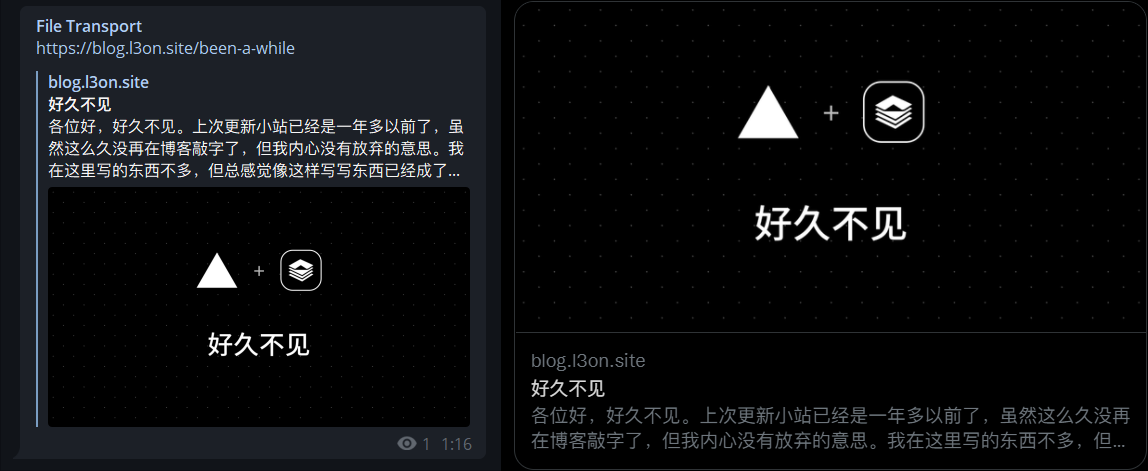 File Transport
https://blog.l3on.site/been-a-while
blog.l3on.site
好久不见
各位好，好久不见。上次更新小站已经是一年多以前了，虽
然这么久没再在博客敲字了，但我内心没有放弃的意思。我
在这里写的东西不多，但总感觉像这样写写东西已经成了...
+
好久不见
1 1:16
+
好久不见
blog.l3on.site
好久不见
各位好，好久不见。上次更新小站已经是一年多以前了，虽然这么久没再
在博客敲字了，但我内心没有放弃的意思。我在这里写的东西不多，但...